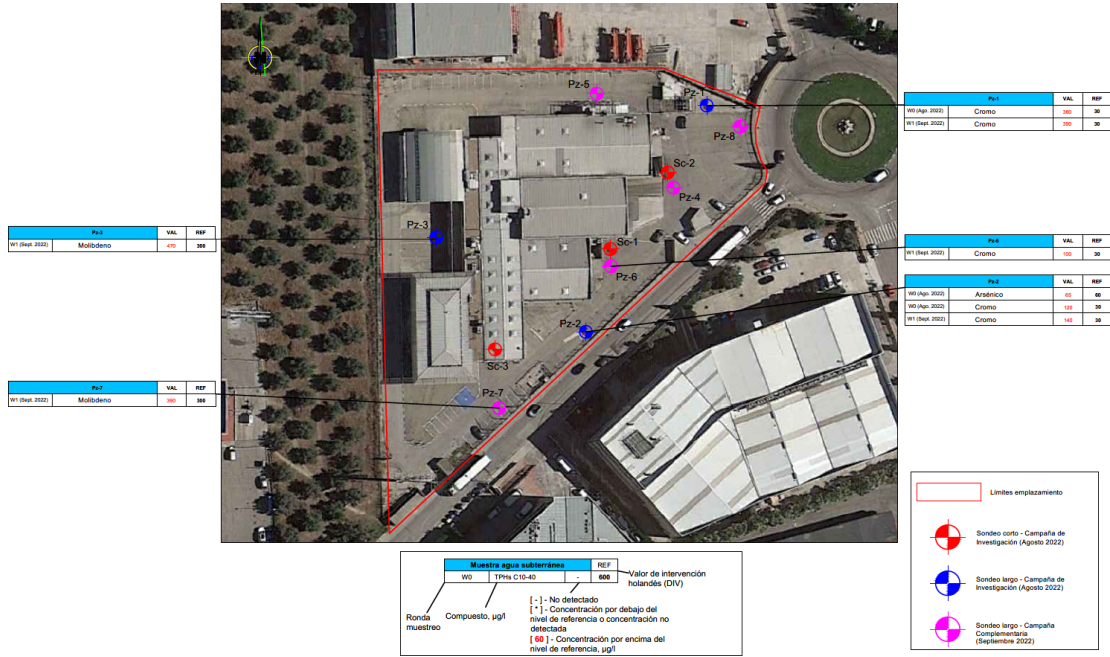 Pz-5
Pz-1
Pz-8
Sc-2
Pz-4
Pz-3
Sc-1
Pz-6
Pz-2
Sc-3
Pz-7
Pz-1 VAL REF
W0 (Ago. 2022) Cromo 380 30
W1 (Sept. 2022) Cromo 390 30
Pz-3 VAL REF
W1 (Sept. 2022) Molibdeno 470 300
Pz-6 VAL REF
W1 (Sept. 2022) Cromo 100 30
Pz-2 VAL REF
W0 (Ago. 2022) Arsénico 65 60
W0 (Ago. 2022) Cromo 120 30
W1 (Sept. 2022) Cromo 140 30
Pz-7 VAL REF
W1 (Sept. 2022) Molibdeno 300
Muestra agua subterránea REF
W0 TPHs C10-40 - 600
Valor de intervención
holandés (DIV)
Ronda
muestreo
Compuesto, µg/l
[ - ] - No detectado
[ * ] - Concentración por debajo del
nivel de referencia o concentración no
detectada
[ 60 ] - Concentración por encima del
nivel de referencia, µg/l
Límites emplazamiento
Sondeo corto - Campaña de
Investigación (Agosto 2022)
Sondeo largo - Campaña de
Investigación (Agosto 2022)
Sondeo largo - Campaña
Complementaria
(Septiembre 2022)